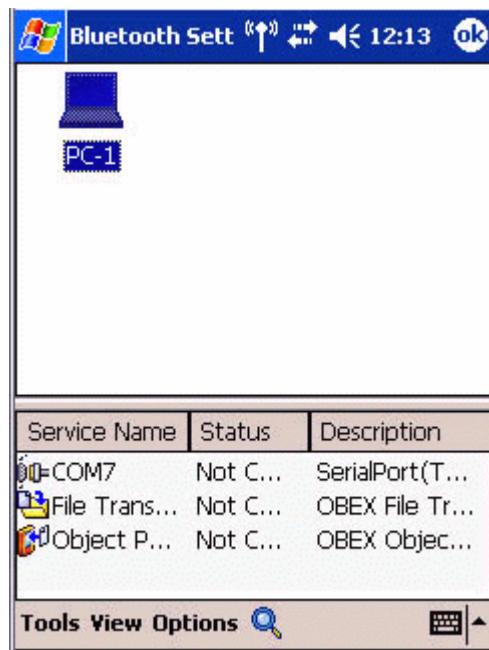 Bluetooth Sett 12:13 ok
PC-1
Service Name Status Description
COM7 Not C... SerialPort(T...
File Trans... Not C... OBEX File Tr...
Object P... Not C... OBEX Objec...
Tools View Options